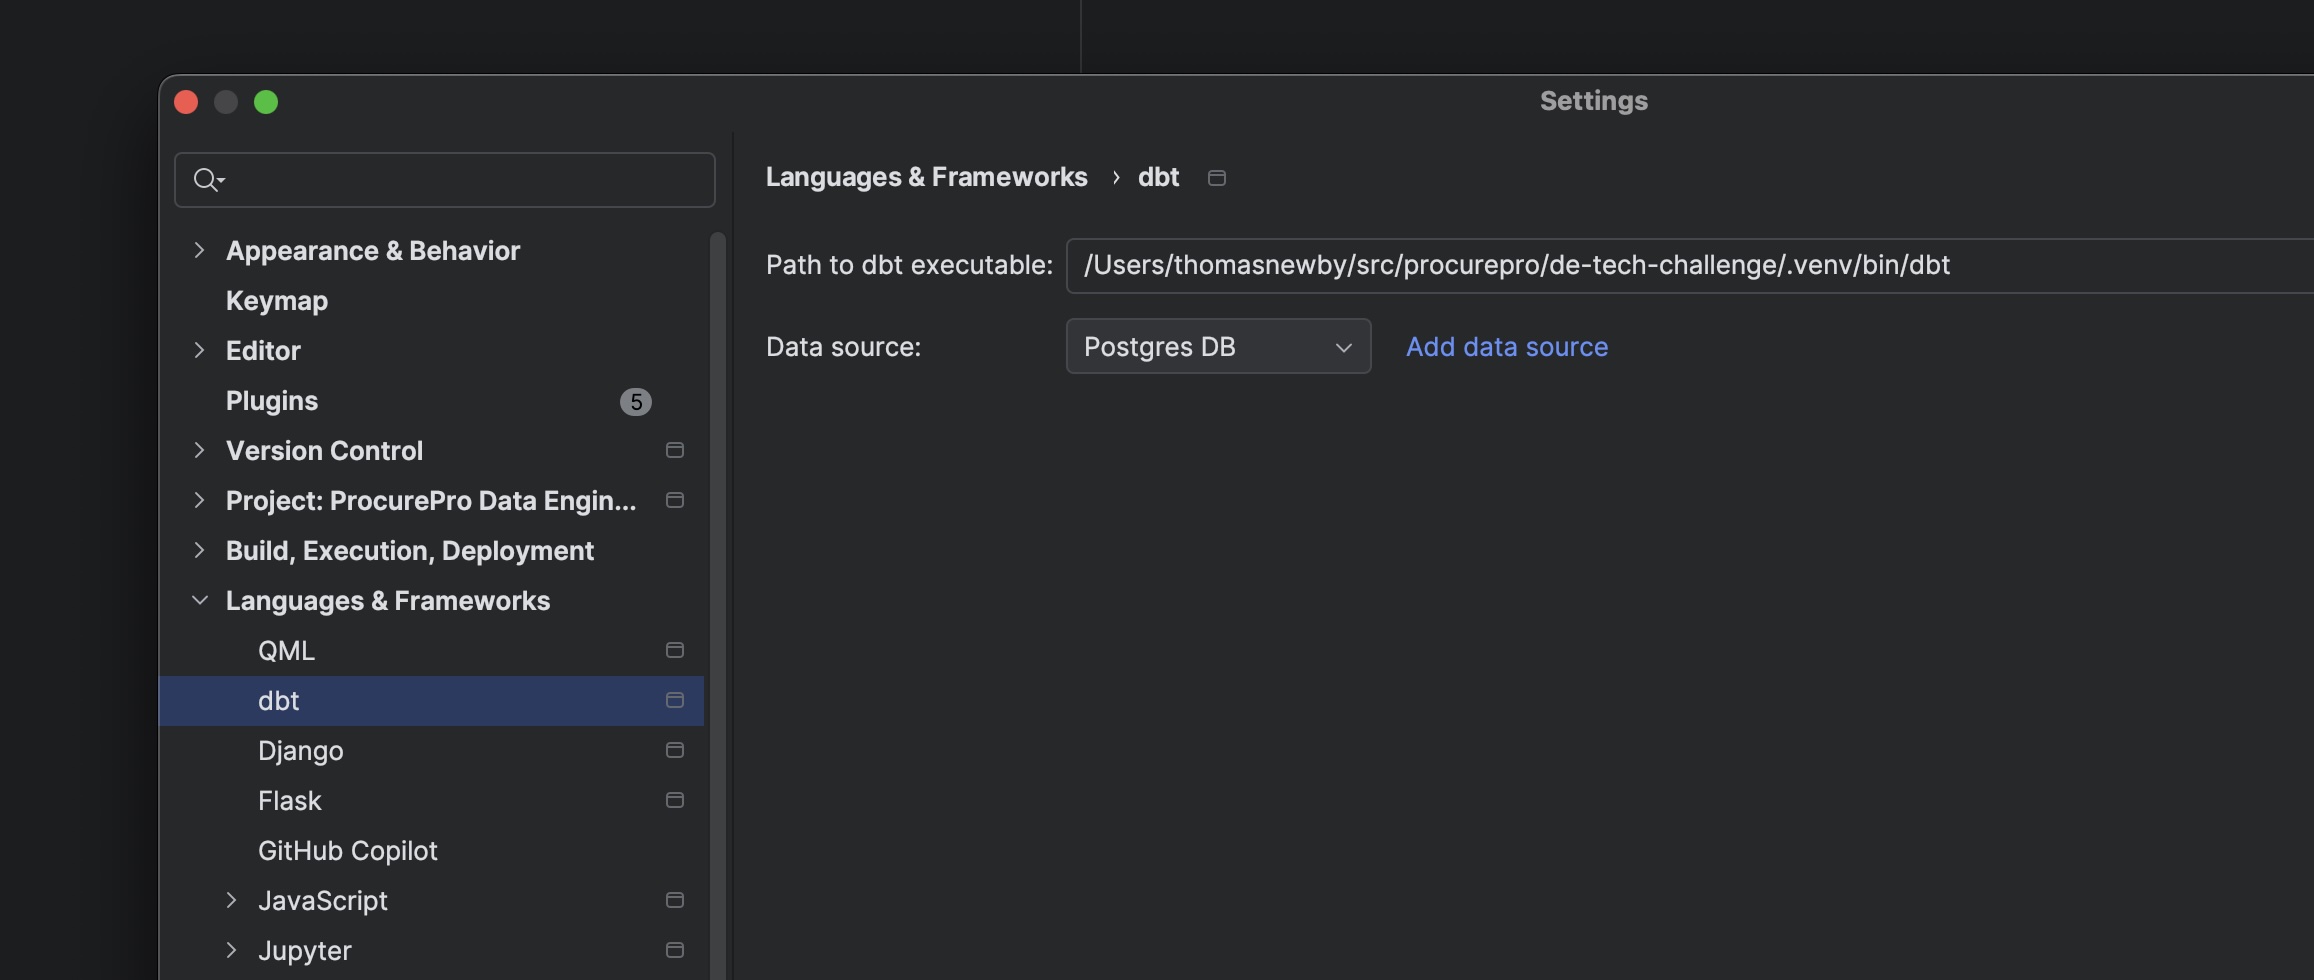 Settings
Languages & Frameworks › dbt
Path to dbt executable: /Users/thomasnewby/src/procurepro/de-tech-challenge/.venv/bin/dbt
Data source: Postgres DB Add data source
Appearance & Behavior
Keymap
Editor
Plugins 5
Version Control
Project: ProcurePro Data Engin...
Build, Execution, Deployment
Languages & Frameworks
QML
dbt
Django
Flask
GitHub Copilot
JavaScript
Jupyter